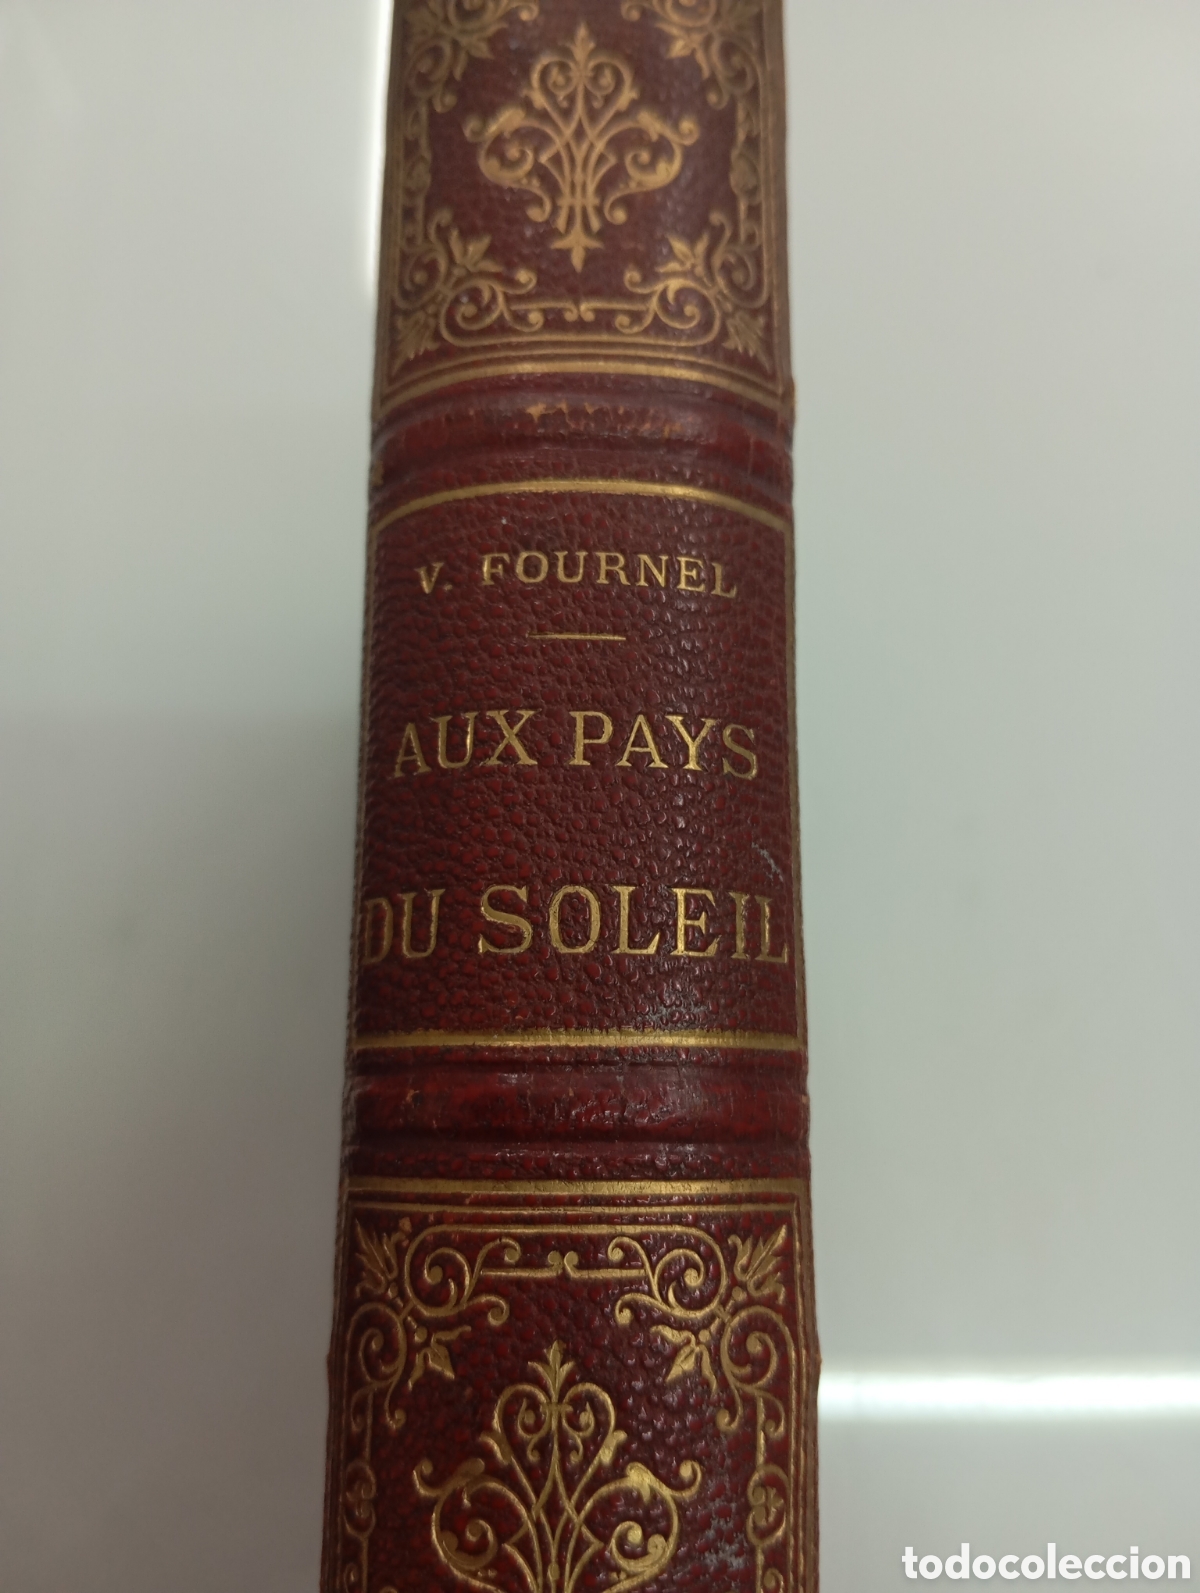 V. FOURNEL
AUX PAYS
DU SOLEIL
todocoleccion